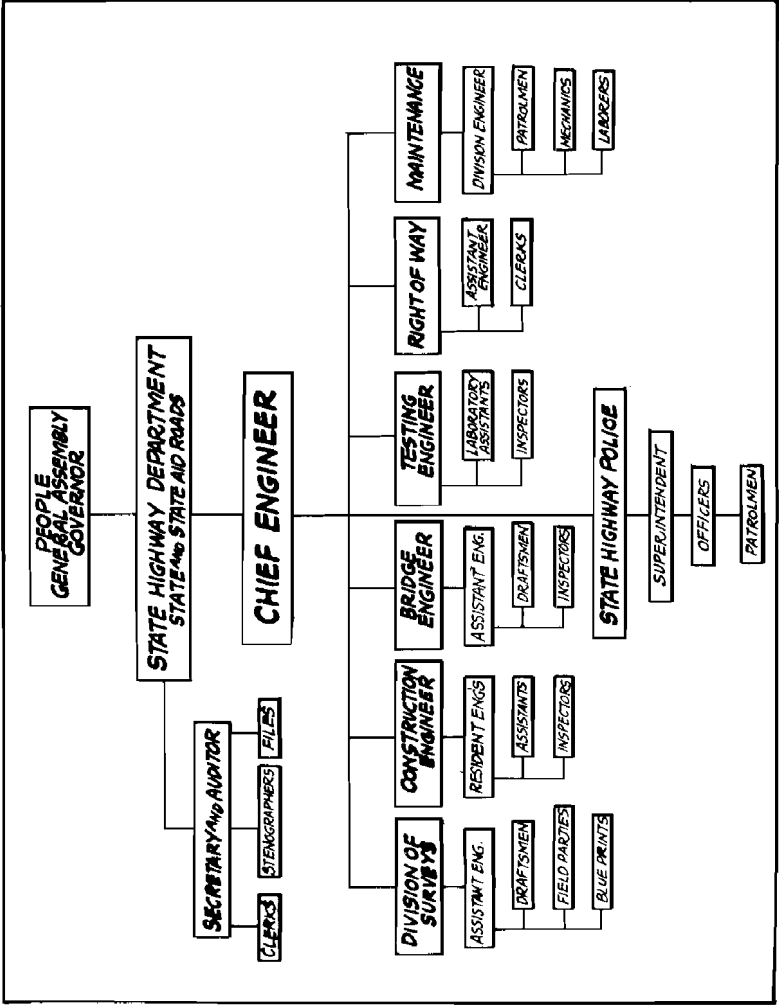 PEOPLE
GENERAL ASSEMBLY
GOVERNOR
STATE HIGHWAY DEPARTMENT
STATE AND STATE AID ROADS
SECRETARY AND AUDITOR
CLERKS
STENOGRAPHERS
FILES
CHIEF ENGINEER
DIVISION OF
SURVEYS
ASSISTANT ENG.
DRAFTSMEN
FIELD PARTIES
BLUE PRINTS
CONSTRUCTION
ENGINEER
RESIDENT ENG'S
ASSISTANTS
INSPECTORS
BRIDGE
ENGINEER
ASSISTANT ENG.
DRAFTSMEN
INSPECTORS
TESTING
ENGINEER
LABORATORY
ASSISTANTS
INSPECTORS
RIGHT OF WAY
ASSISTANT
ENGINEER
CLERKS
MAINTENANCE
DIVISION ENGINEER
PATROLMEN
MECHANICS
LABORERS
STATE HIGHWAY POLICE
SUPERINTENDENT
OFFICERS
PATROLMEN